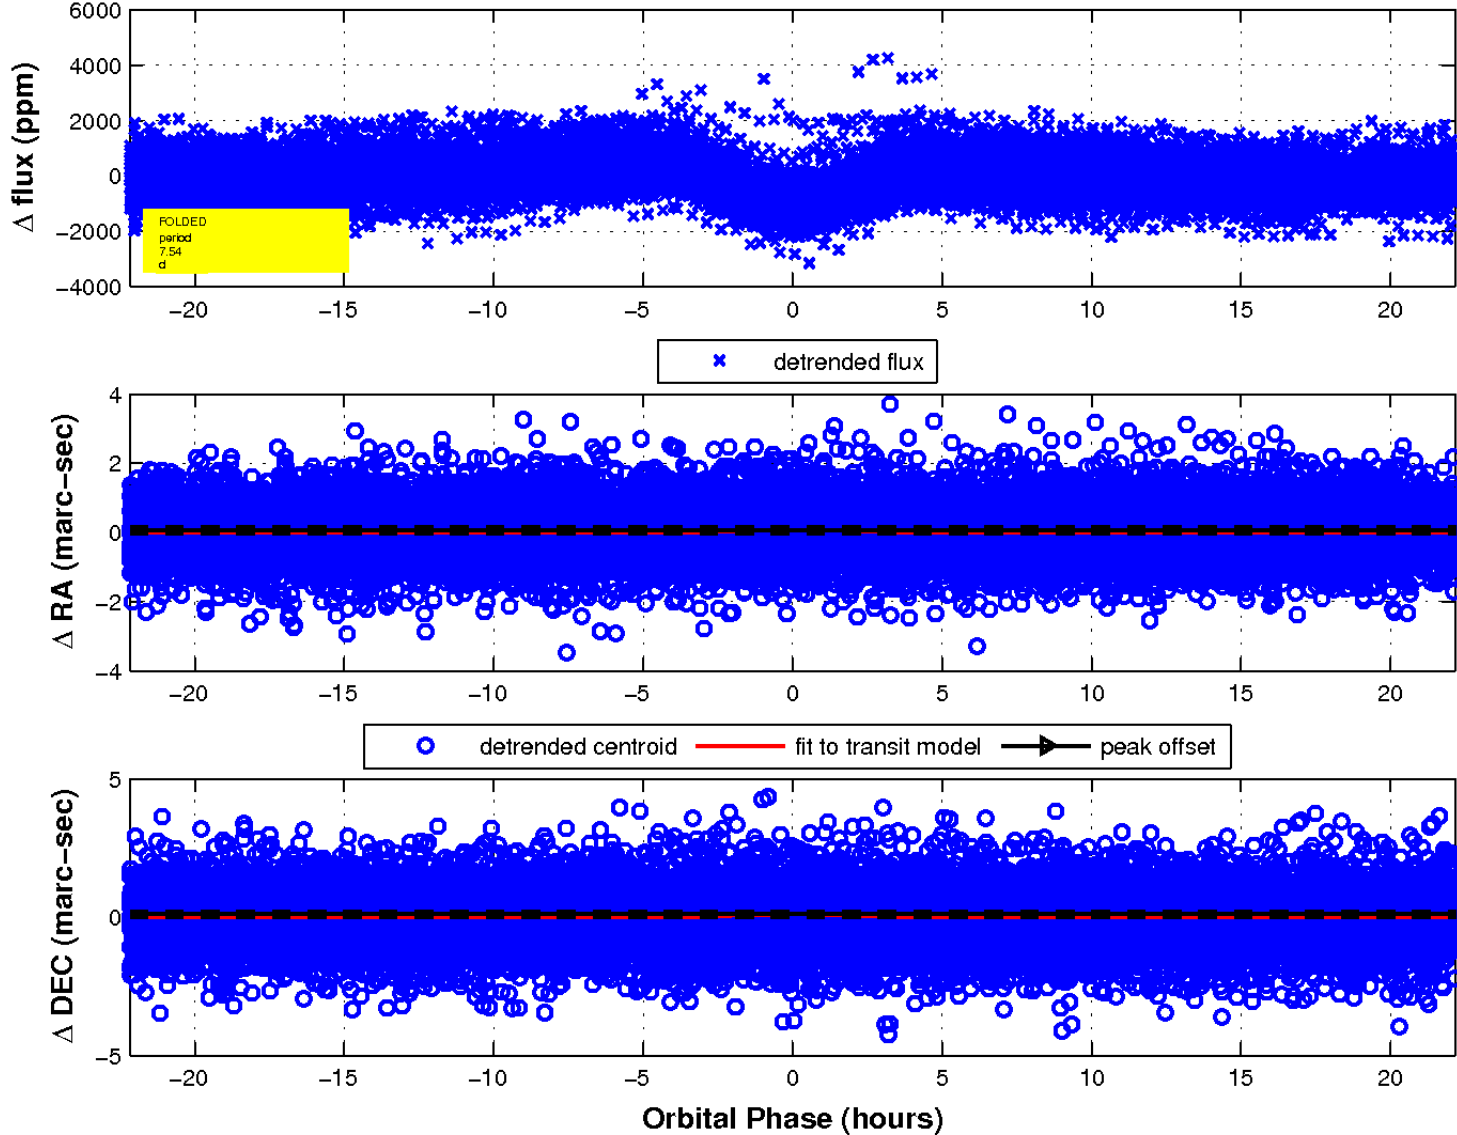 6000
4000
2000
0
−2000
−4000
Δ flux (ppm)
FOLDED
period
7.54
d
−20 −15 −10 −5 0 5 10 15 20
detrended flux
4
2
0
−2
−4
Δ RA (marc−sec)
−20 −15 −10 −5 0 5 10 15 20
detrended centroid fit to transit model peak offset
5
0
−5
Δ DEC (marc−sec)
−20 −15 −10 −5 0 5 10 15 20
Orbital Phase (hours)